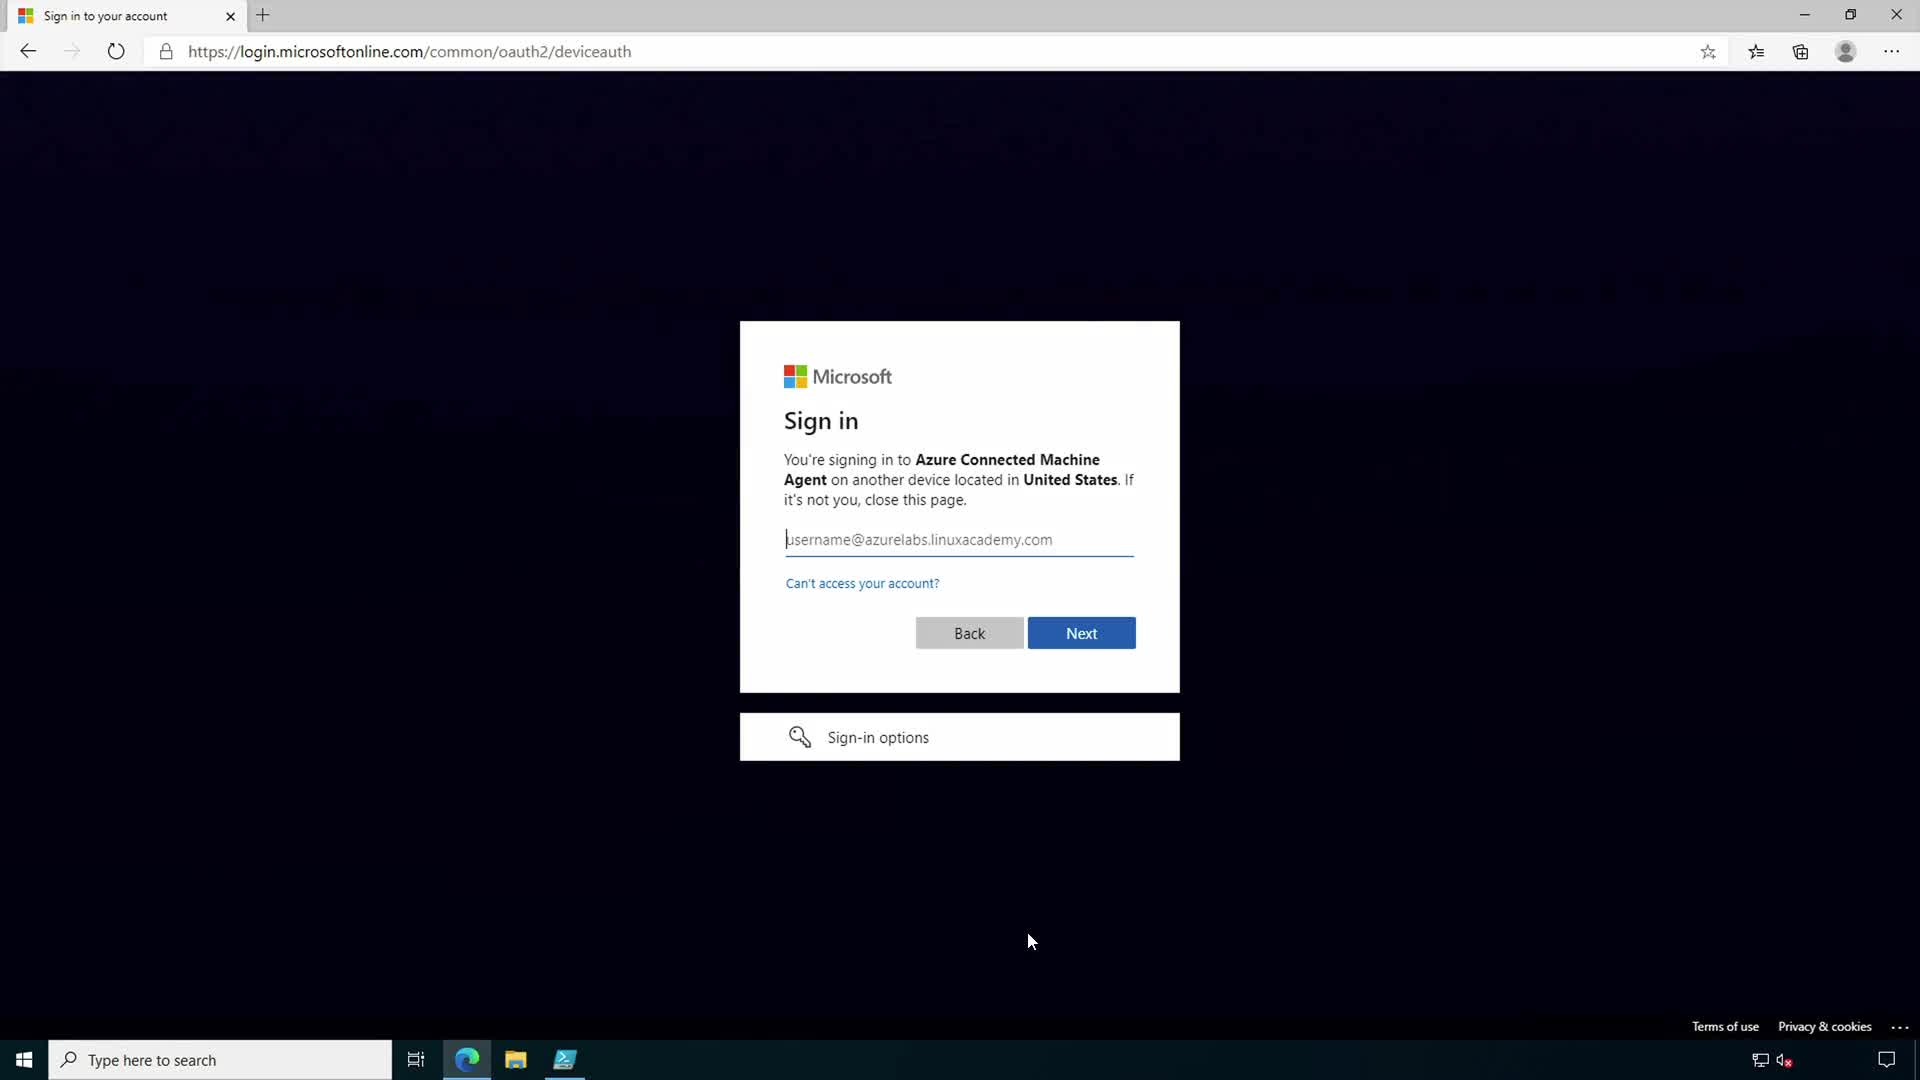 Sign in to your account
https://login.microsoftonline.com/common/oauth2/deviceauth
Microsoft
Sign in
You're signing in to Azure Connected Machine
Agent on another device located in United States. If
it's not you, close this page.
username@azurelabs.linuxacademy.com
Can't access your account?
Back
Next
Sign-in options
Terms of use
Privacy & cookies
Type here to search